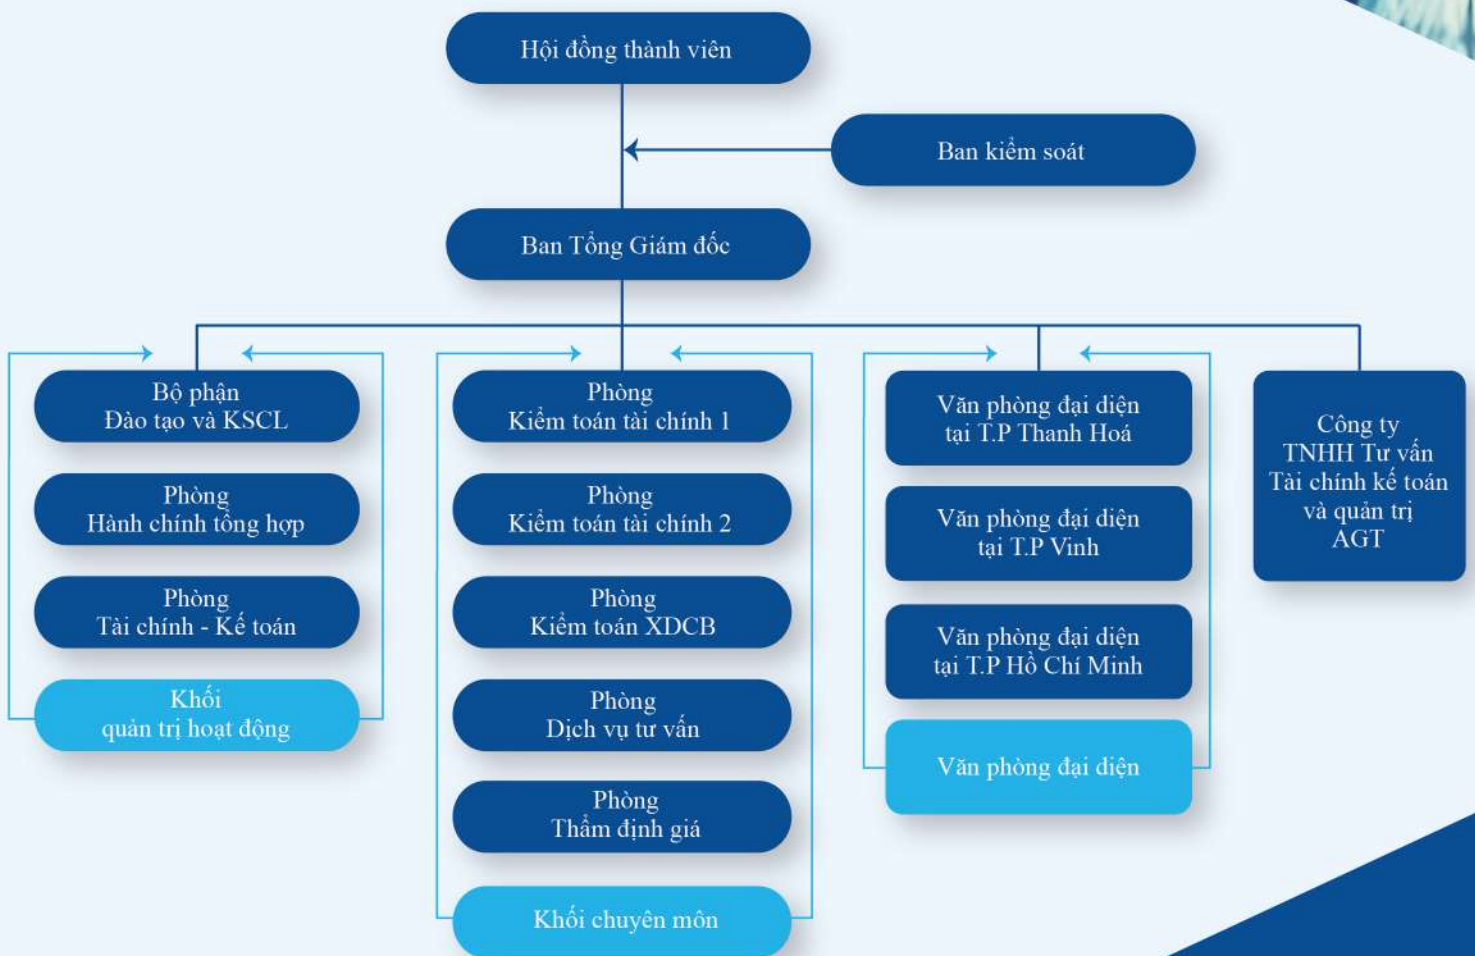 Hội đồng thành viên
Ban kiểm soát
Ban Tổng Giám đốc
Bộ phận
Đào tạo và KSCL
Phòng
Hành chính tổng hợp
Phòng
Tài chính - Kế toán
Khối
quản trị hoạt động
Phòng
Kiểm toán tài chính 1
Phòng
Kiểm toán tài chính 2
Phòng
Kiểm toán XDCB
Phòng
Dịch vụ tư vấn
Phòng
Thẩm định giá
Khối chuyên môn
Văn phòng đại diện
tại T.P Thanh Hoá
Văn phòng đại diện
tại T.P Vinh
Văn phòng đại diện
tại T.P Hồ Chí Minh
Văn phòng đại diện
Công ty
TNHH Tư vấn
Tài chính kế toán
và quản trị
AGT